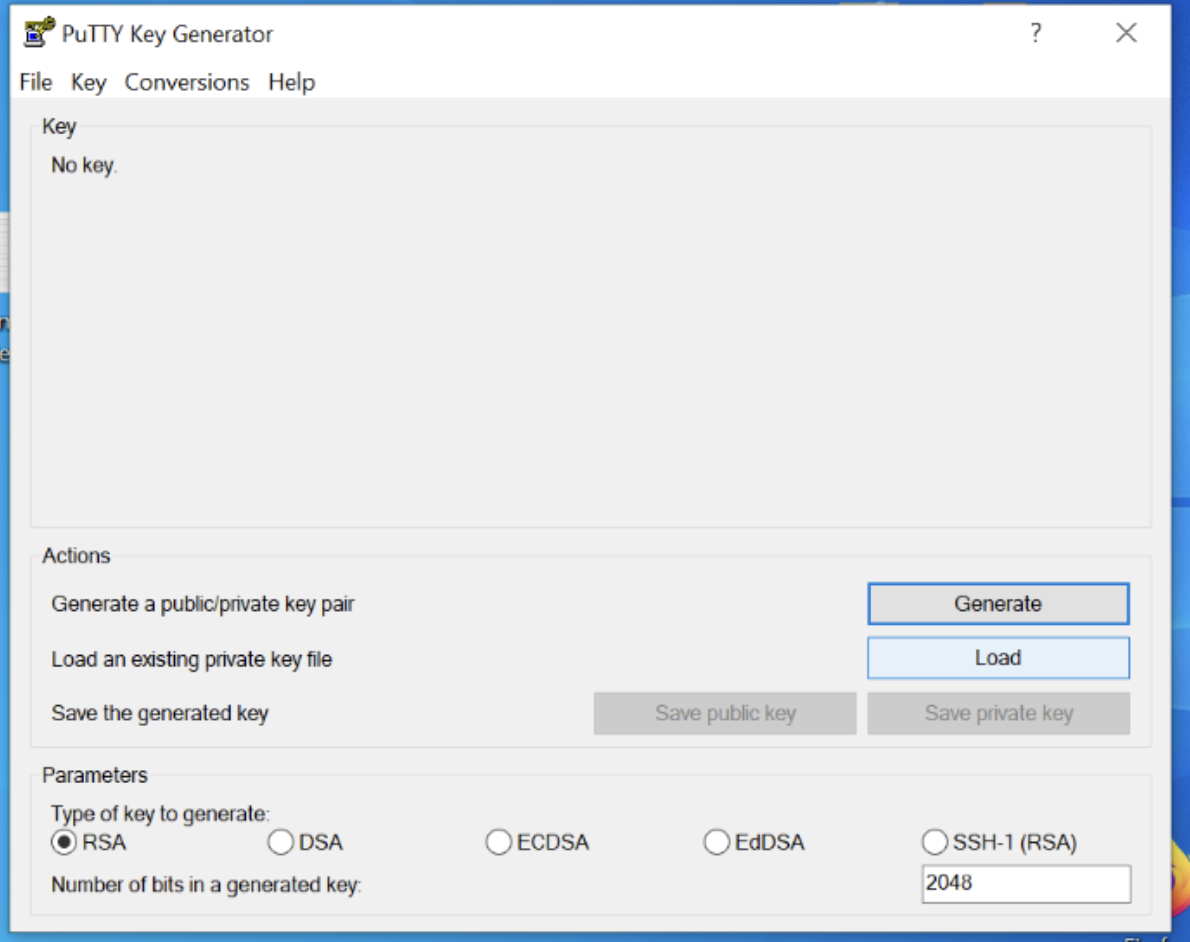 PuTTY Key Generator ?
File Key Conversions Help
Key
No key.
Actions
Generate a public/private key pair Generate
Load an existing private key file Load
Save the generated key Save public key Save private key
Parameters
Type of key to generate:
RSA DSA ECDSA EdDSA SSH-1 (RSA)
Number of bits in a generated key: 2048